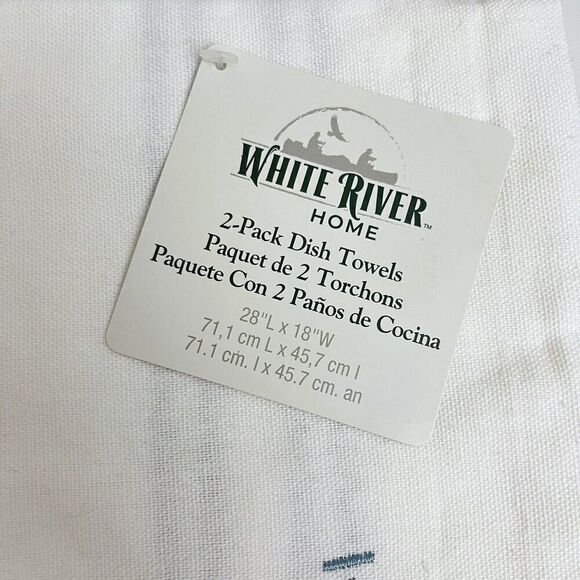 WHITE RIVER™
HOME
2-Pack Dish Towels
Paquet de 2 Torchons
Paquete Con 2 Paños de Cocina
28"L x 18"W
71,1 cm L x 45,7 cm l
71.1 cm. l x 45.7 cm. an